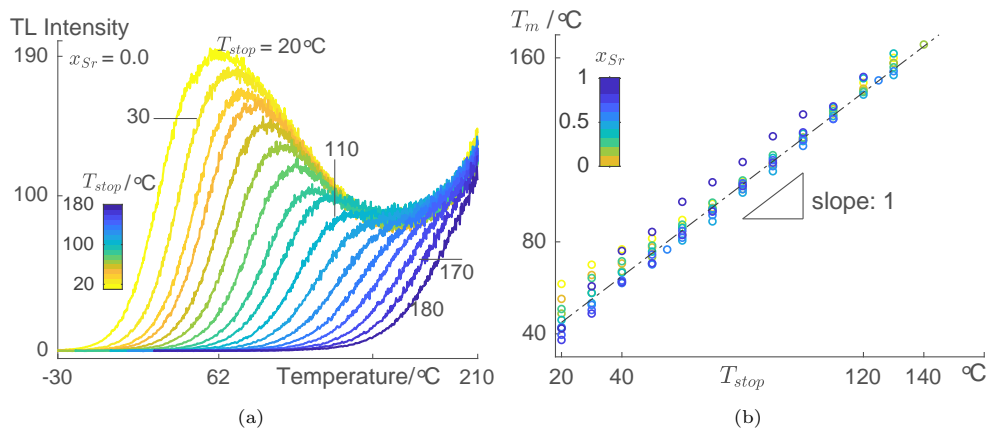 TL Intensity
190
x_Sr = 0.0
T_stop = 20°C
30
110
T_stop/°C
180
100
20
100
170
180
0
-30
62
Temperature/°C
210
(a)
T_m / °C
160
x_Sr
1
0.5
0
slope: 1
80
40
20
40
T_stop
120
140
°C
(b)